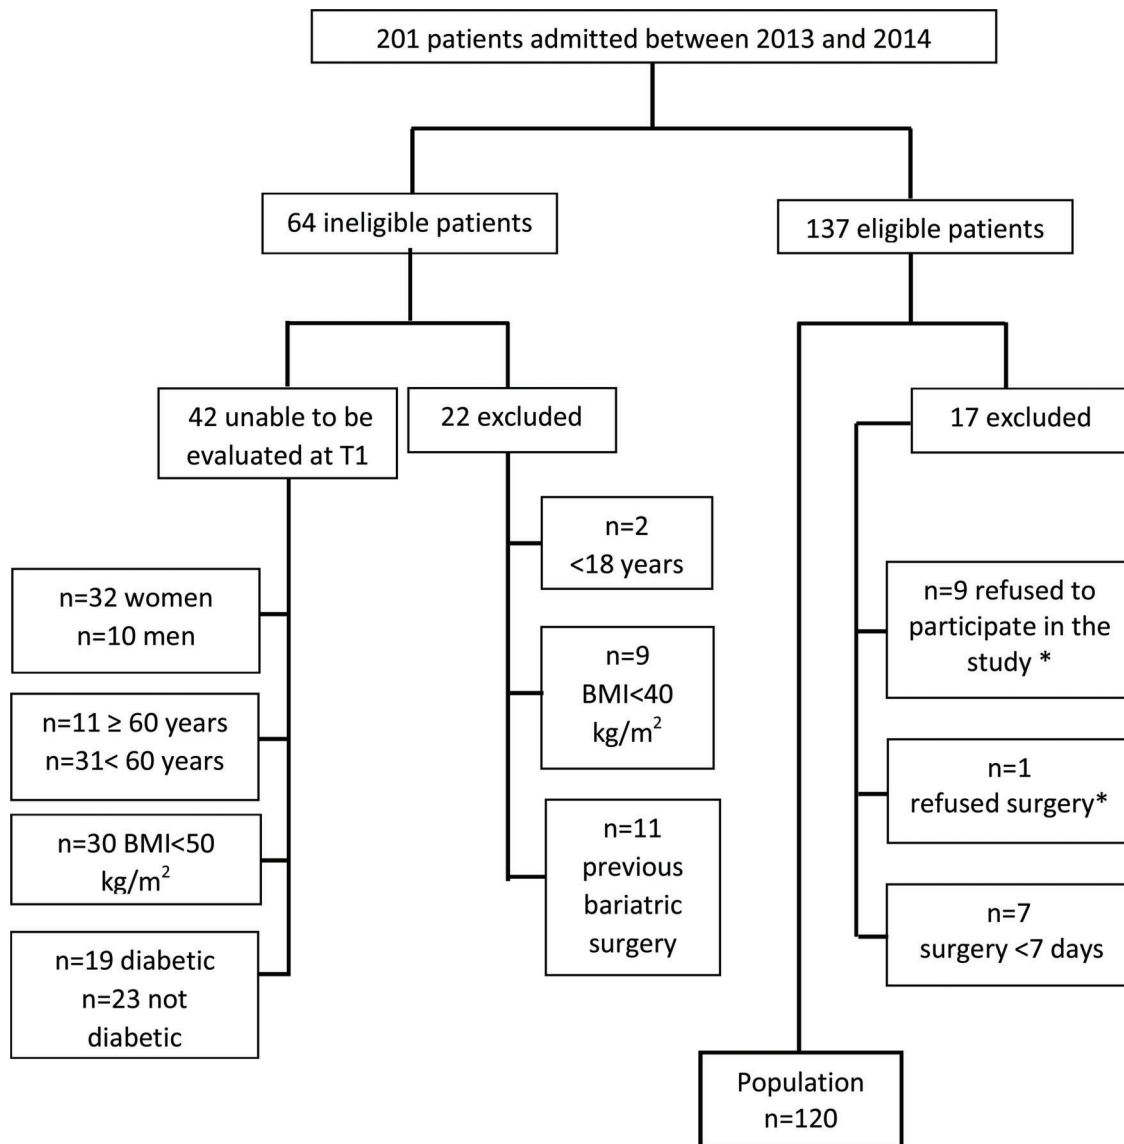 201 patients admitted between 2013 and 2014
64 ineligible patients
137 eligible patients
42 unable to be
evaluated at T1
22 excluded
17 excluded
n=32 women
n=10 men
n=11 ≥ 60 years
n=31< 60 years
n=30 BMI<50
kg/m²
n=19 diabetic
n=23 not
diabetic
n=2
<18 years
n=9
BMI<40
kg/m²
n=11
previous
bariatric
surgery
n=9 refused to
participate in the
study *
n=1
refused surgery*
n=7
surgery <7 days
Population
n=120